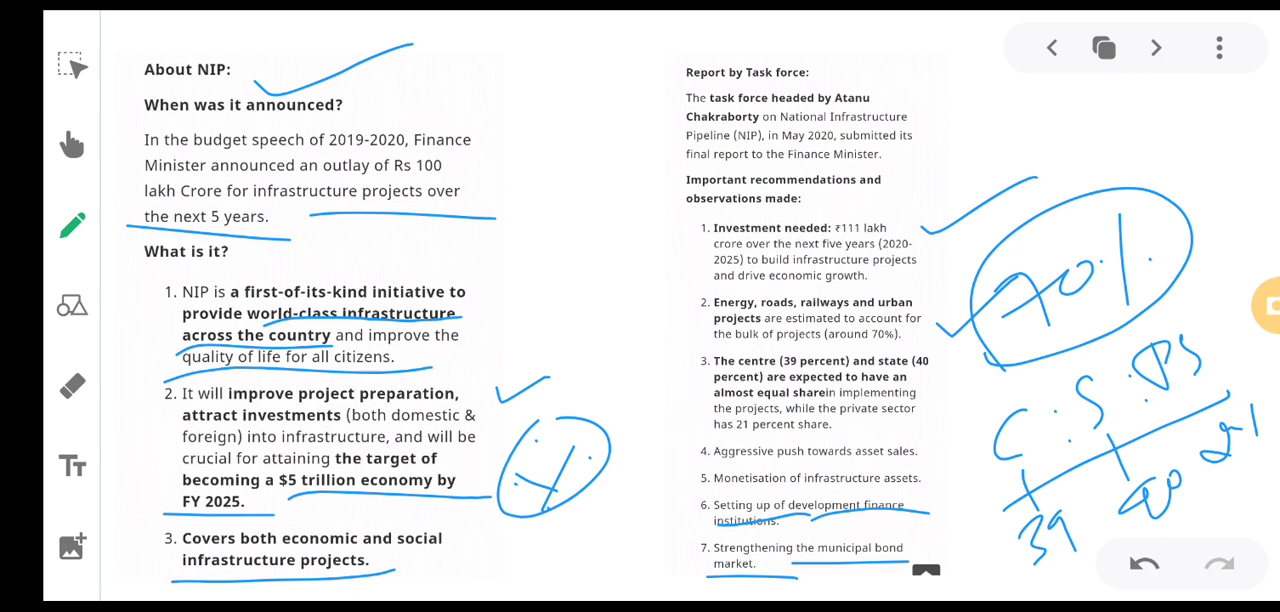 About NIP:
When was it announced?
In the budget speech of 2019-2020, Finance
Minister announced an outlay of Rs 100
lakh Crore for infrastructure projects over
the next 5 years.
What is it?
1. NIP is a first-of-its-kind initiative to
provide world-class infrastructure
across the country and improve the
quality of life for all citizens.
2. It will improve project preparation,
attract investments (both domestic &
foreign) into infrastructure, and will be
crucial for attaining the target of
becoming a $5 trillion economy by
FY 2025.
3. Covers both economic and social
infrastructure projects.
Report by Task force:
The task force headed by Atanu
Chakraborty on National Infrastructure
Pipeline (NIP), in May 2020, submitted its
final report to the Finance Minister.
Important recommendations and
observations made:
1. Investment needed: ₹111 lakh
crore over the next five years (2020-
2025) to build infrastructure projects
and drive economic growth.
2. Energy, roads, railways and urban
projects are estimated to account for
the bulk of projects (around 70%).
3. The centre (39 percent) and state (40
percent) are expected to have an
almost equal sharein implementing
the projects, while the private sector
has 21 percent share.
4. Aggressive push towards asset sales.
5. Monetisation of infrastructure assets.
6. Setting up of development finance
institutions.
7. Strengthening the municipal bond
market.
70%
C. S. PS
39 40 21
Tт